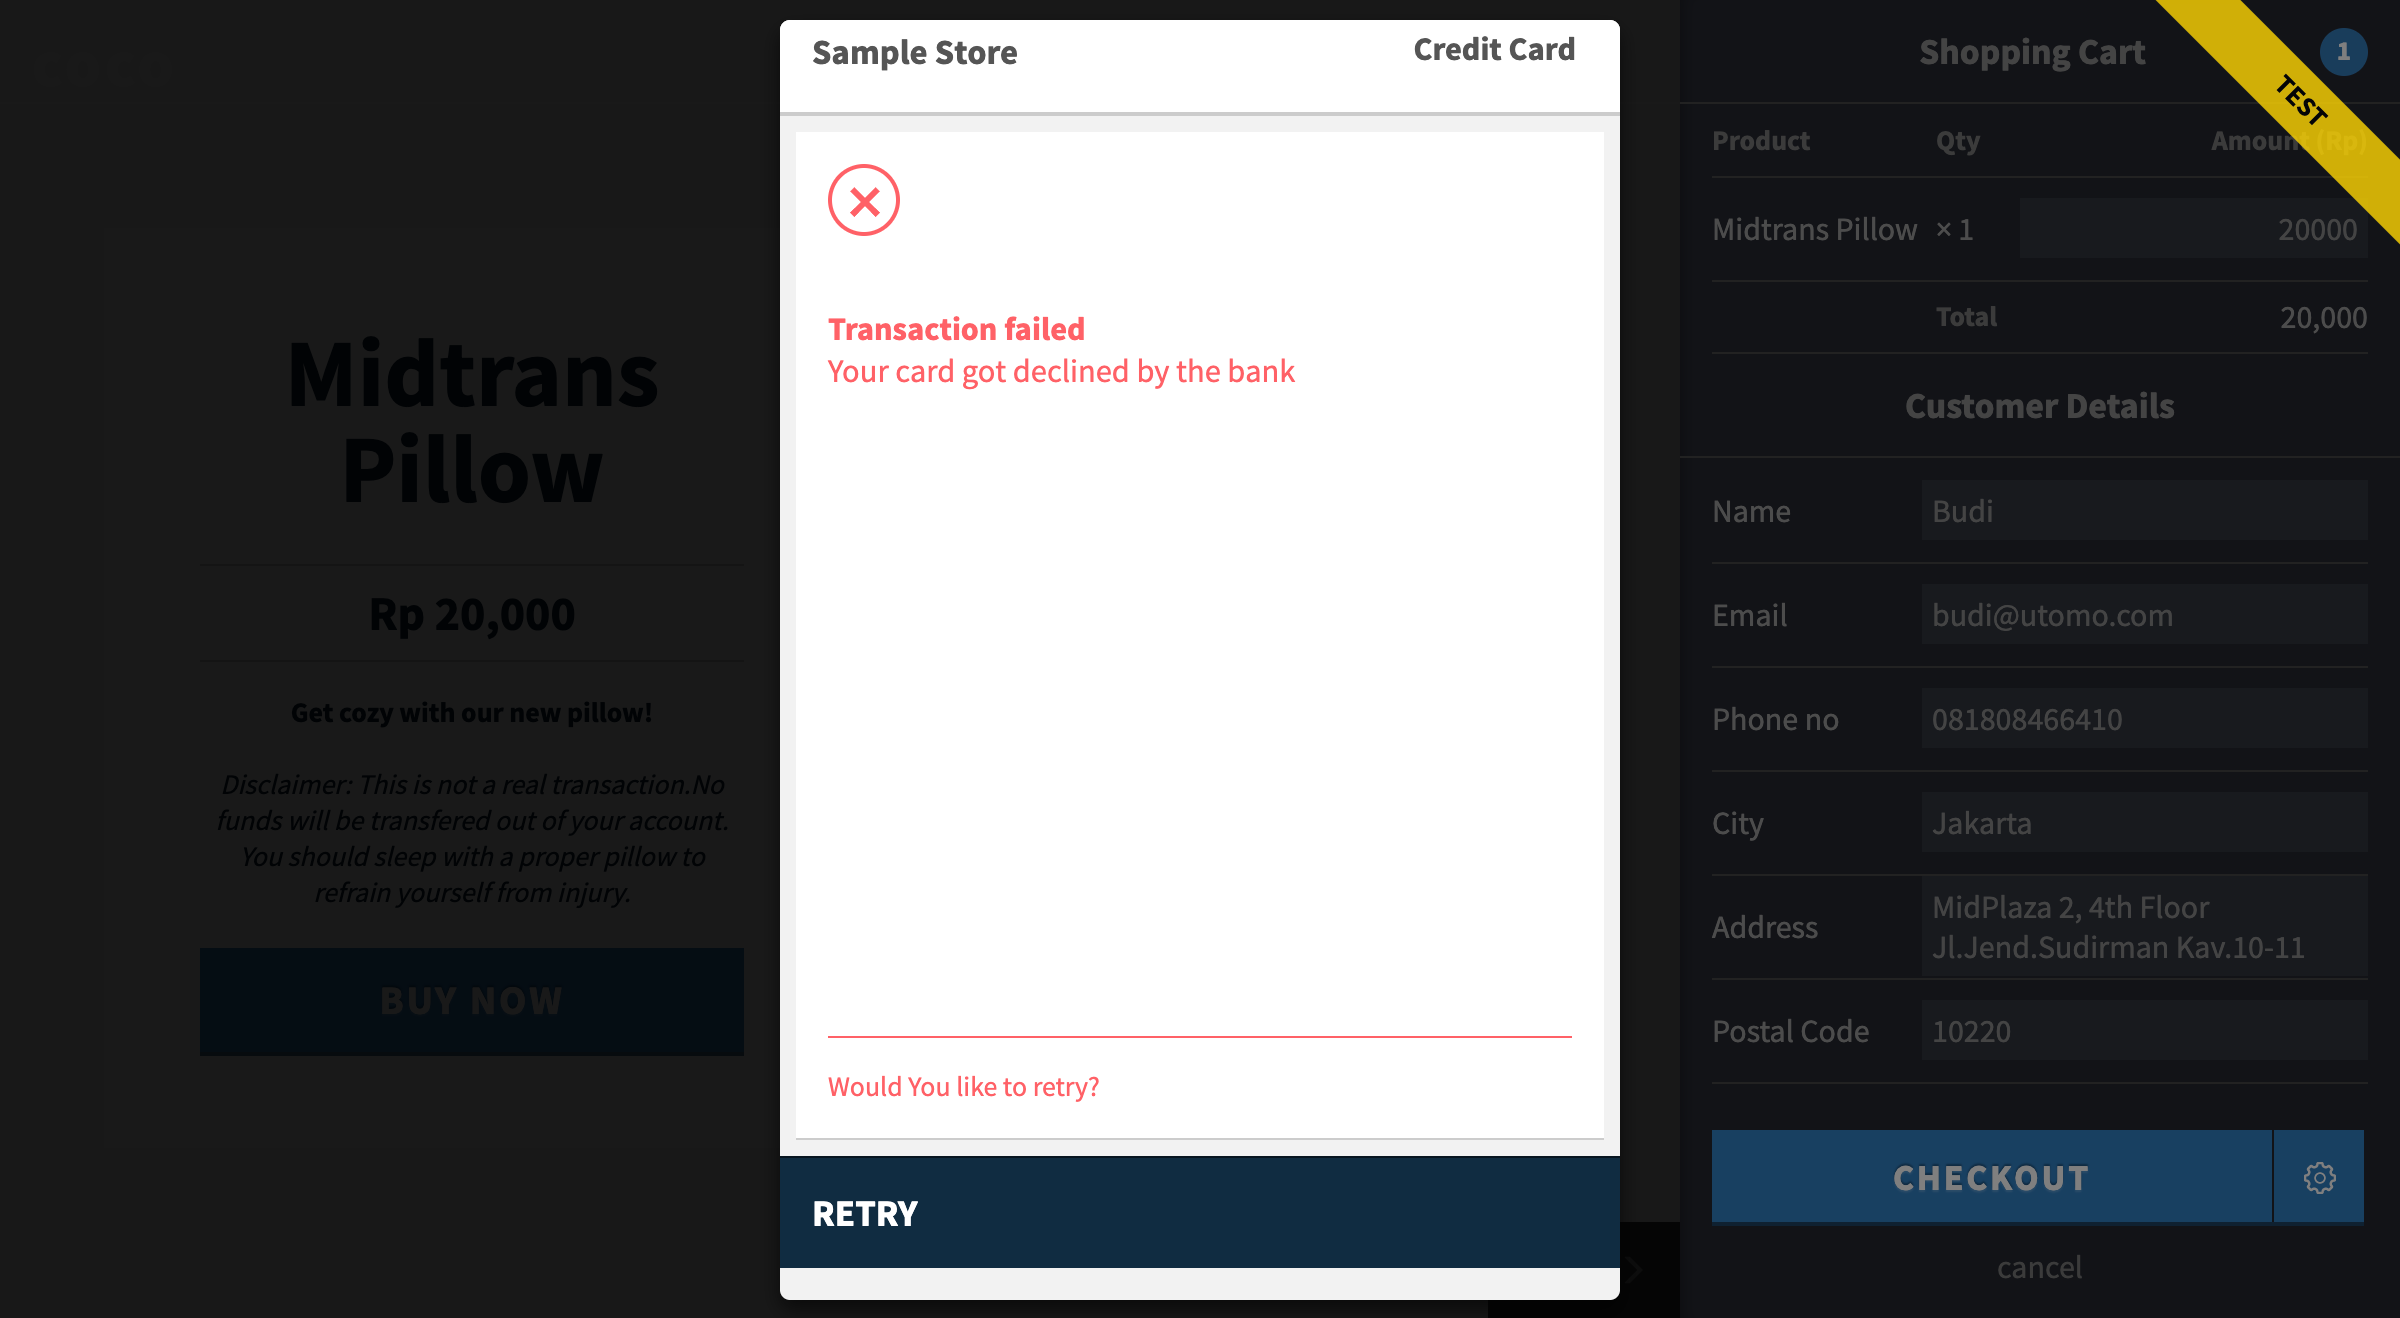 Midtrans
Pillow
Rp 20,000
Get cozy with our new pillow!
Disclaimer: This is not a real transaction.No
funds will be transfered out of your account.
You should sleep with a proper pillow to
refrain yourself from injury.
BUY NOW
Sample Store
Credit Card
Transaction failed
Your card got declined by the bank
Would You like to retry?
RETRY
Shopping Cart
1
TEST
Product Qty Amount (Rp)
Midtrans Pillow × 1 20000
Total 20,000
Customer Details
Name Budi
Email budi@utomo.com
Phone no 081808466410
City Jakarta
Address MidPlaza 2, 4th Floor
Jl.Jend.Sudirman Kav.10-11
Postal Code 10220
CHECKOUT
cancel